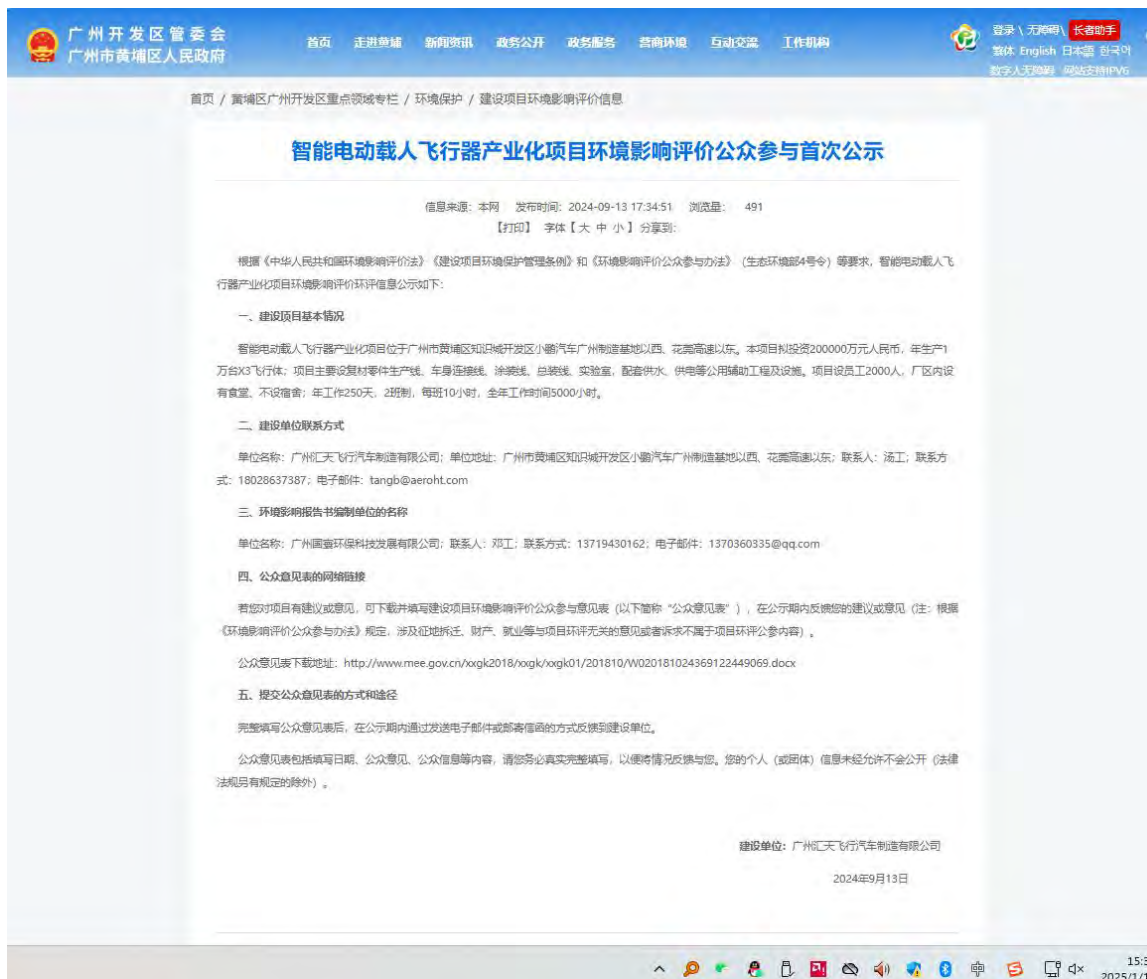 广州开发区管委会
广州市黄埔区人民政府
首页 走进黄埔 新闻资讯 政务公开 政务服务 营商环境 互动交流 工作机构
登录 \ 无障碍 \ 长者助手
繁体 English 日本語 한국어
数字人无障碍 网站支持IPV6
首页 / 黄埔区广州开发区重点领域专栏 / 环境保护 / 建设项目环境影响评价信息
智能电动载人飞行器产业化项目环境影响评价公众参与首次公示
信息来源：本网 发布时间：2024-09-13 17:34:51 浏览量： 491
【打印】 字体【 大 中 小 】 分享到：
根据《中华人民共和国环境影响评价法》《建设项目环境保护管理条例》和《环境影响评价公众参与办法》（生态环境部4号令）等要求，智能电动载人飞
行器产业化项目环境影响评价环评信息公示如下：
一、建设项目基本情况
智能电动载人飞行器产业化项目位于广州市黄埔区知识城开发区小鹏汽车广州制造基地以西、花莞高速以东。本项目拟投资200000万元人民币，年生产1
万台X3飞行体；项目主要设复材零件生产线、车身连接线、涂装线、总装线、实验室，配套供水、供电等公用辅助工程及设施。项目设员工2000人，厂区内设
有食堂、不设宿舍；年工作250天，2班制，每班10小时，全年工作时间5000小时。
二、建设单位联系方式
单位名称：广州汇天飞行汽车制造有限公司；单位地址：广州市黄埔区知识城开发区小鹏汽车广州制造基地以西、花莞高速以东；联系人：汤工；联系方
式：18028637387；电子邮件：tangb@aeroht.com
三、环境影响报告书编制单位的名称
单位名称：广州国寰环保科技发展有限公司；联系人：邓工；联系方式：13719430162；电子邮件：1370360335@qq.com
四、公众意见表的网络链接
若您对项目有建议或意见，可下载并填写建设项目环境影响评价公众参与意见表（以下简称“公众意见表”），在公示期内反馈您的建议或意见（注：根据
《环境影响评价公众参与办法》规定，涉及征地拆迁、财产、就业等与项目环评无关的意见或者诉求不属于项目环评公参内容）。
公众意见表下载地址：http://www.mee.gov.cn/xxgk2018/xxgk/xxgk01/201810/W020181024369122449069.docx
五、提交公众意见表的方式和途径
完整填写公众意见表后，在公示期内通过发送电子邮件或邮寄信函的方式反馈到建设单位。
公众意见表包括填写日期、公众意见、公众信息等内容，请您务必真实完整填写，以便将情况反馈与您。您的个人（或团体）信息未经允许不会公开（法律
法规另有规定的除外）。
建设单位：广州汇天飞行汽车制造有限公司
2024年9月13日
中